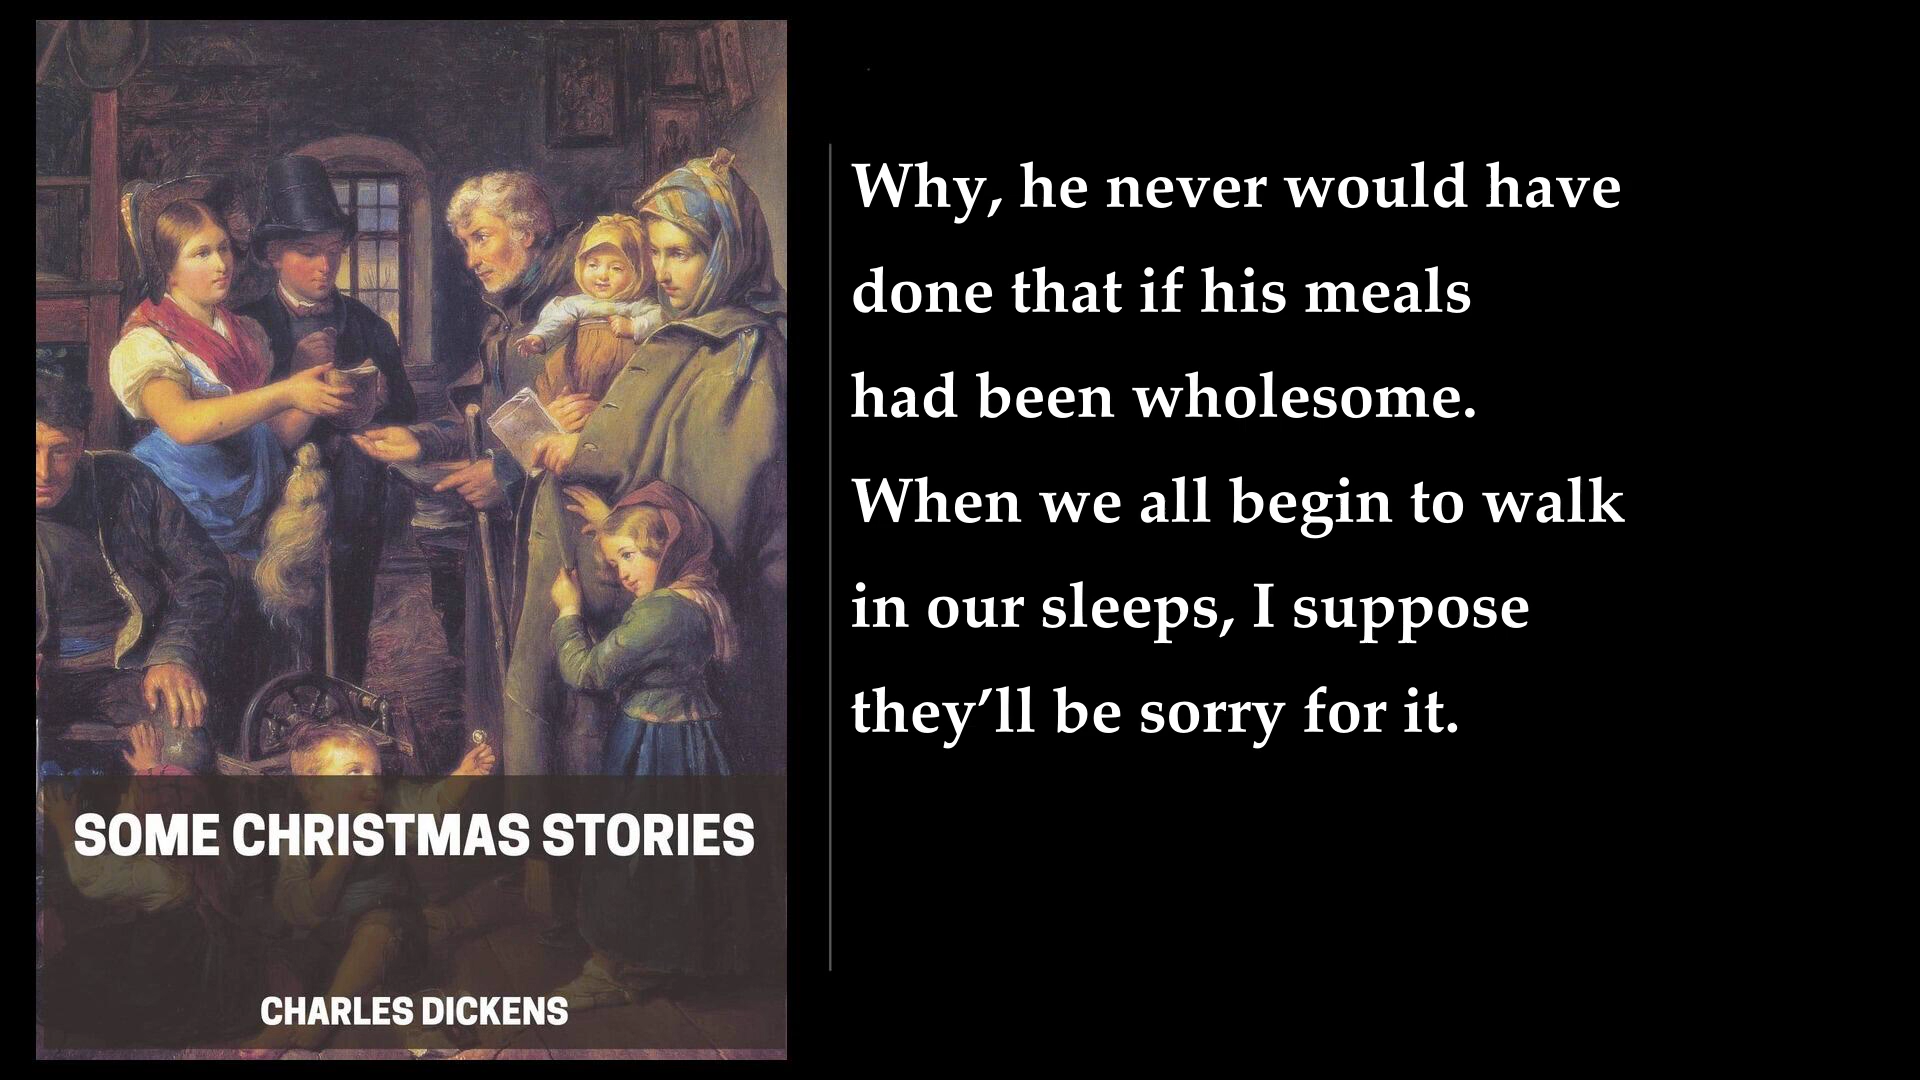 SOME CHRISTMAS STORIES
CHARLES DICKENS
Why, he never would have
done that if his meals
had been wholesome.
When we all begin to walk
in our sleeps, I suppose
they’ll be sorry for it.